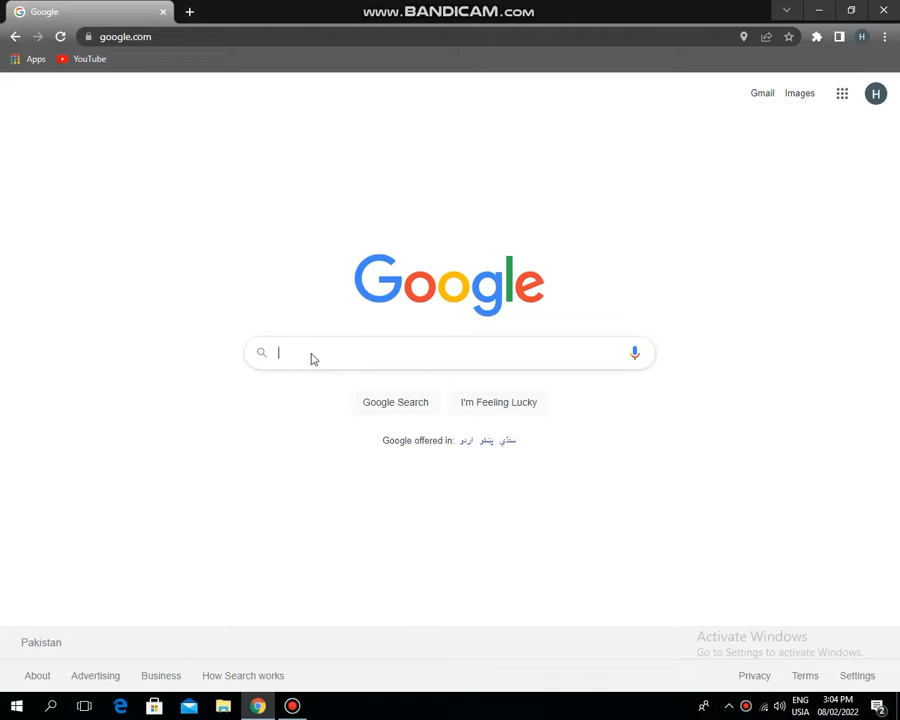 Google
www.BANDICAM.com
google.com
H
Apps
YouTube
Gmail
Images
H
Google
Google Search
I'm Feeling Lucky
Google offered in: اردو پښتو سنڌي
Pakistan
Activate Windows
Go to Settings to activate Windows.
About
Advertising
Business
How Search works
Privacy
Terms
Settings
ENG
USIA
3:04 PM
08/02/2022
2